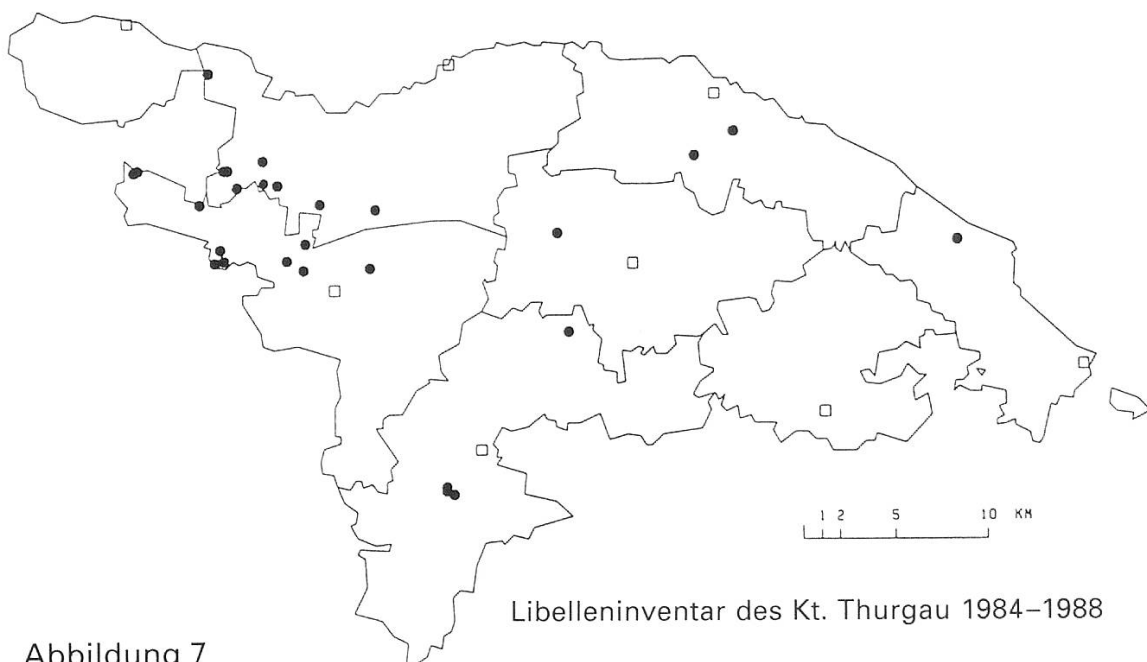 1 2 5 10 KM
Libelleninventar des Kt. Thurgau 1984–1988
Abbildung 7